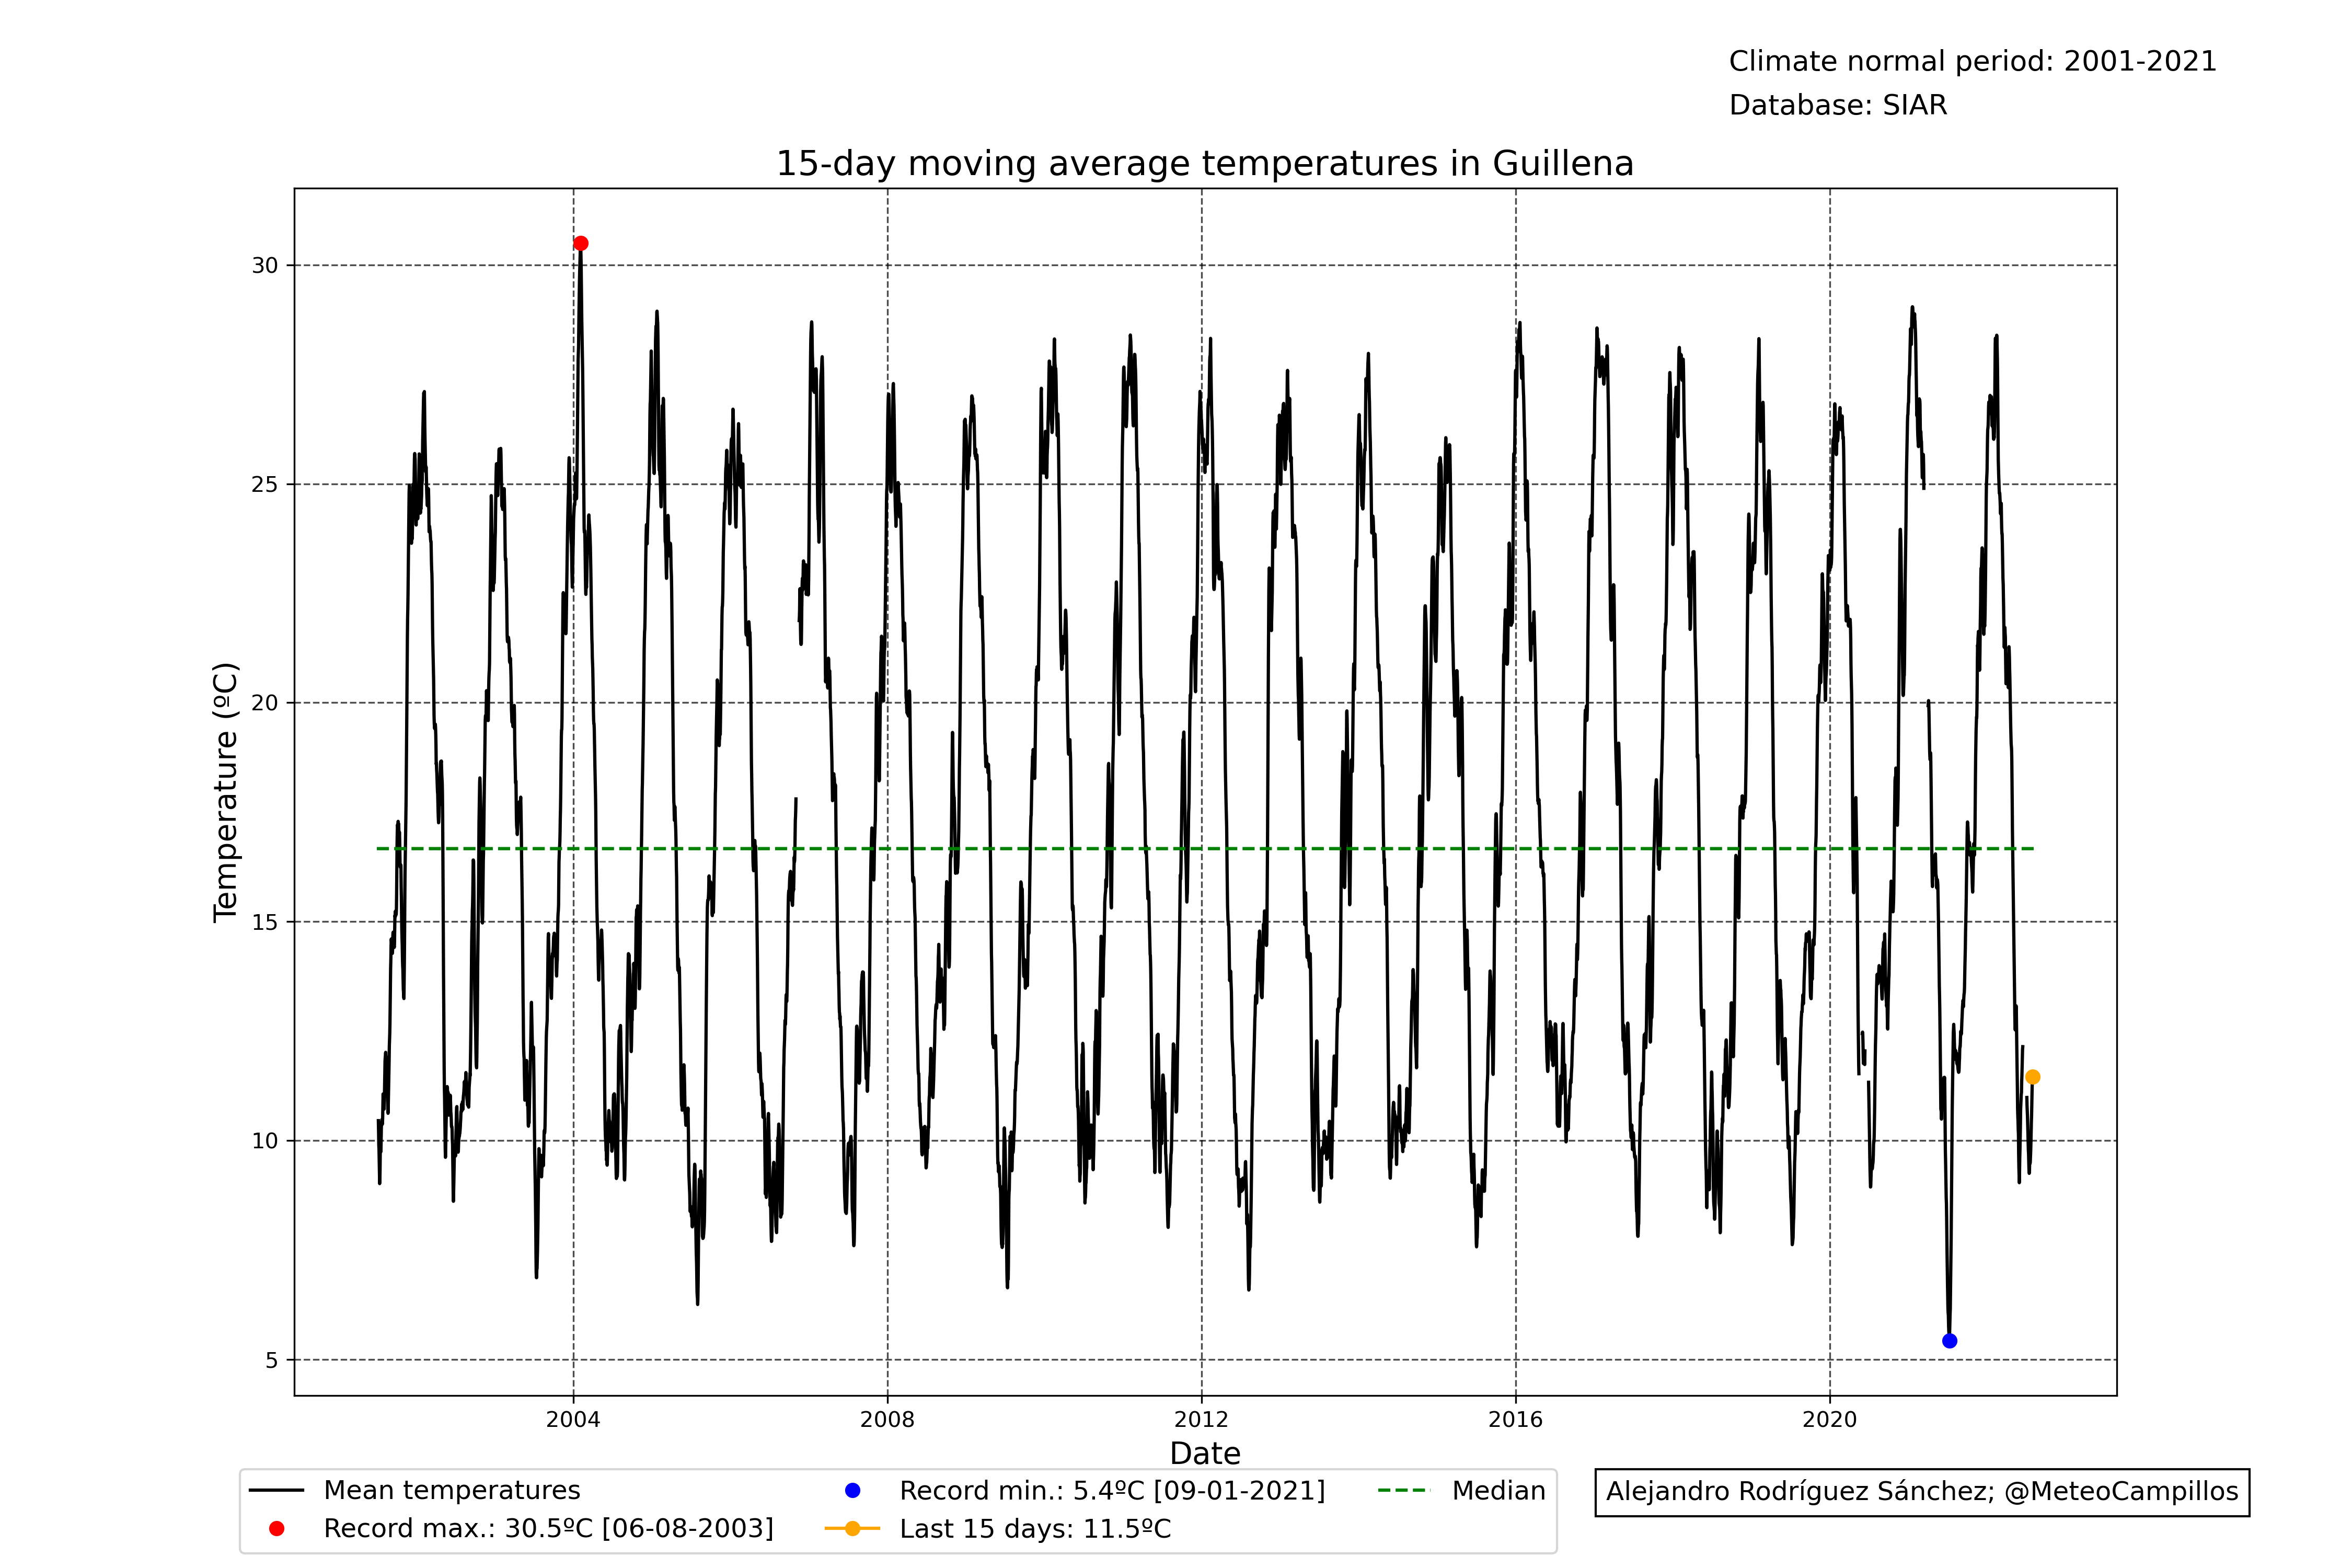 Climate normal period: 2001-2021
Database: SIAR
15-day moving average temperatures in Guillena
30
25
20
15
10
5
Temperature (ºC)
2004
2008
2012
2016
2020
Date
Mean temperatures
Record max.: 30.5ºC [06-08-2003]
Record min.: 5.4ºC [09-01-2021]
Last 15 days: 11.5ºC
Median
Alejandro Rodríguez Sánchez; @MeteoCampillos